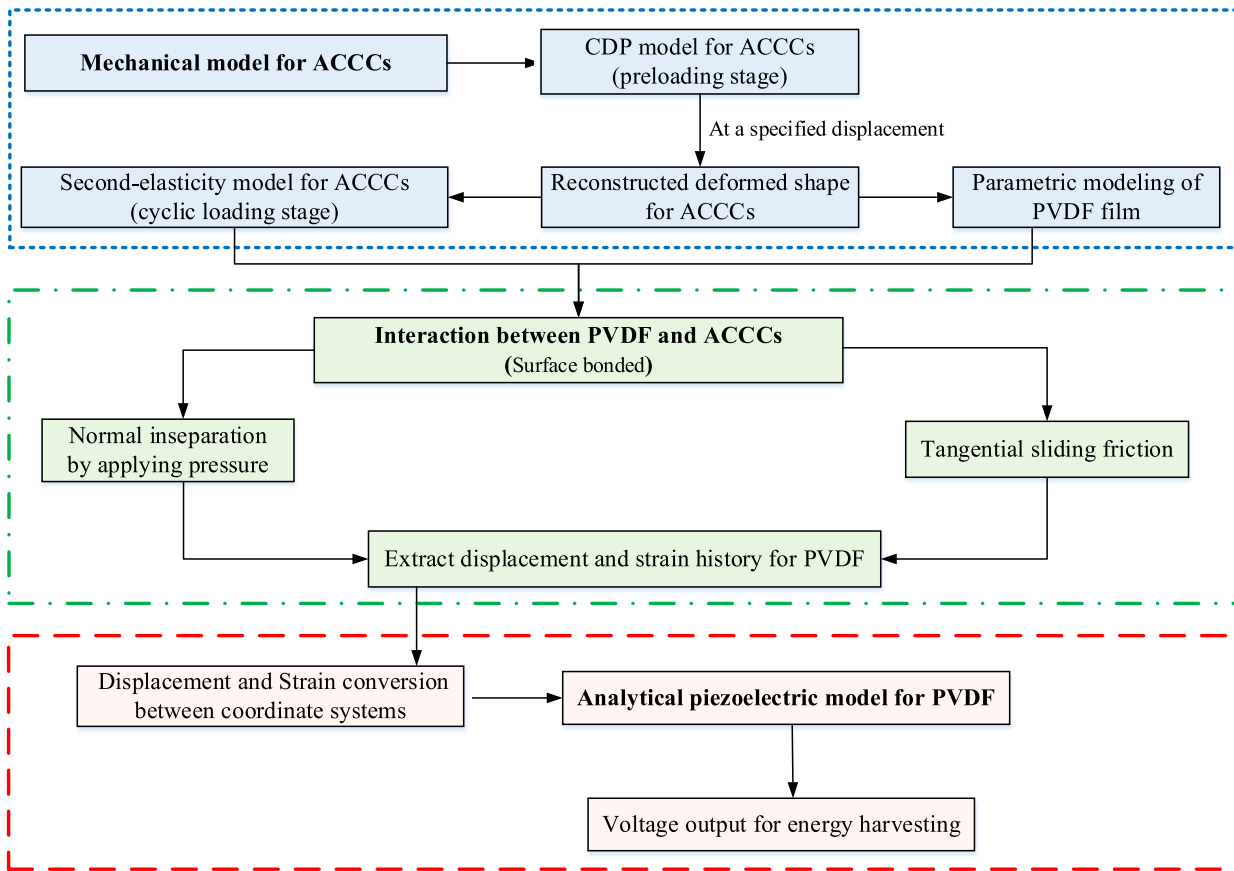 Mechanical model for ACCCs
CDP model for ACCCs
(preloading stage)
At a specified displacement
Second-elasticity model for ACCCs
(cyclic loading stage)
Reconstructed deformed shape
for ACCCs
Parametric modeling of
PVDF film
Interaction between PVDF and ACCCs
(Surface bonded)
Normal inseparation
by applying pressure
Tangential sliding friction
Extract displacement and strain history for PVDF
Displacement and Strain conversion
between coordinate systems
Analytical piezoelectric model for PVDF
Voltage output for energy harvesting